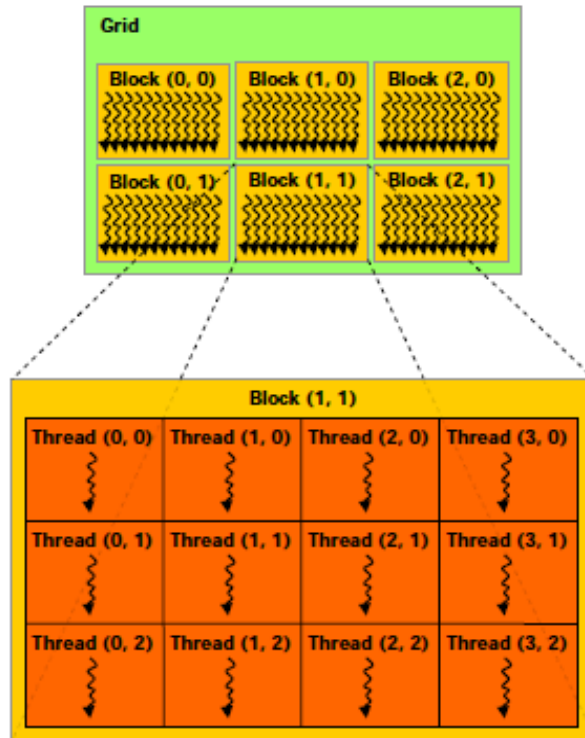 Grid
Block (0, 0) Block (1, 0) Block (2, 0)
Block (0, 1) Block (1, 1) Block (2, 1)
Block (1, 1)
Thread (0, 0) Thread (1, 0) Thread (2, 0) Thread (3, 0)
Thread (0, 1) Thread (1, 1) Thread (2, 1) Thread (3, 1)
Thread (0, 2) Thread (1, 2) Thread (2, 2) Thread (3, 2)